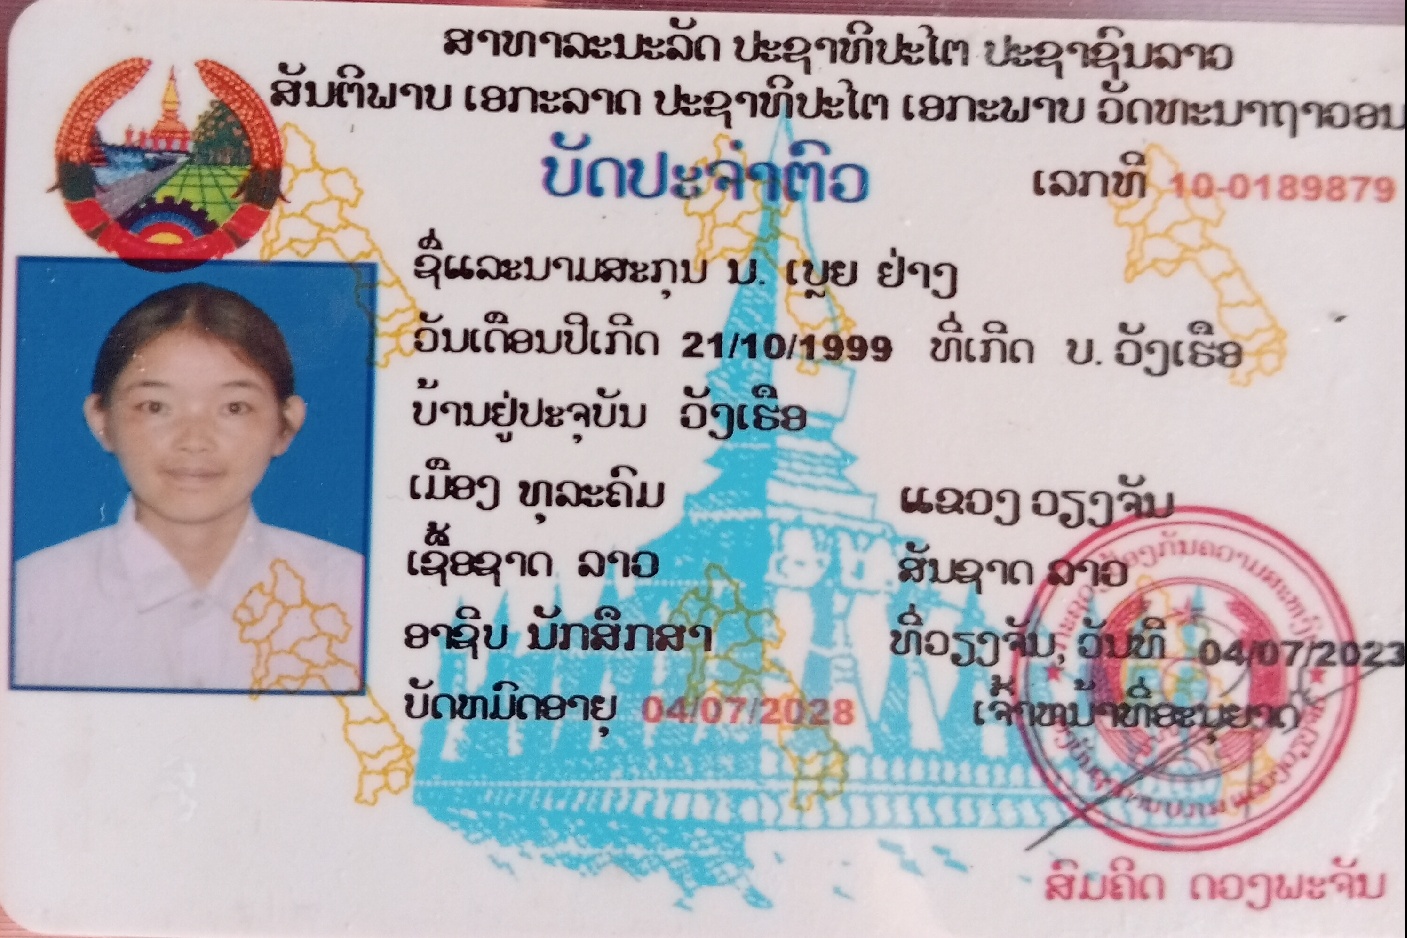 ສາທາລະນະລັດ ປະຊາທິປະໄຕ ປະຊາຊົນລາວ
ສັນຕິພາບ ເອກະລາດ ປະຊາທິປະໄຕ ເອກະພາບ ວັດທະນາຖາວອນ
ບັດປະຈຳຕົວ
ເລກທີ 10-0189879
ຊື່ແລະນາມສະກຸນ ນ. ເບຼຍ ຢ່າງ
ວັນເດືອນປີເກີດ 21/10/1999 ທີ່ເກີດ ບ. ວັງເຮືອ
ບ້ານຢູ່ປະຈຸບັນ ວັງເຮືອ
ເມືອງ ທຸລະຄົມ ແຂວງ ວຽງຈັນ
ເຊື້ອຊາດ ລາວ ສັນຊາດ ລາວ
ອາຊີບ ນັກສຶກສາ ທີ່ວຽງຈັນ, ວັນທີ 04/07/2023
ບັດຫມົດອາຍຸ 04/07/2028 ເຈົ້າຫນ້າທີ່ອະນຸຍາດ
ສົມຄິດ ດວງພະຈັນ